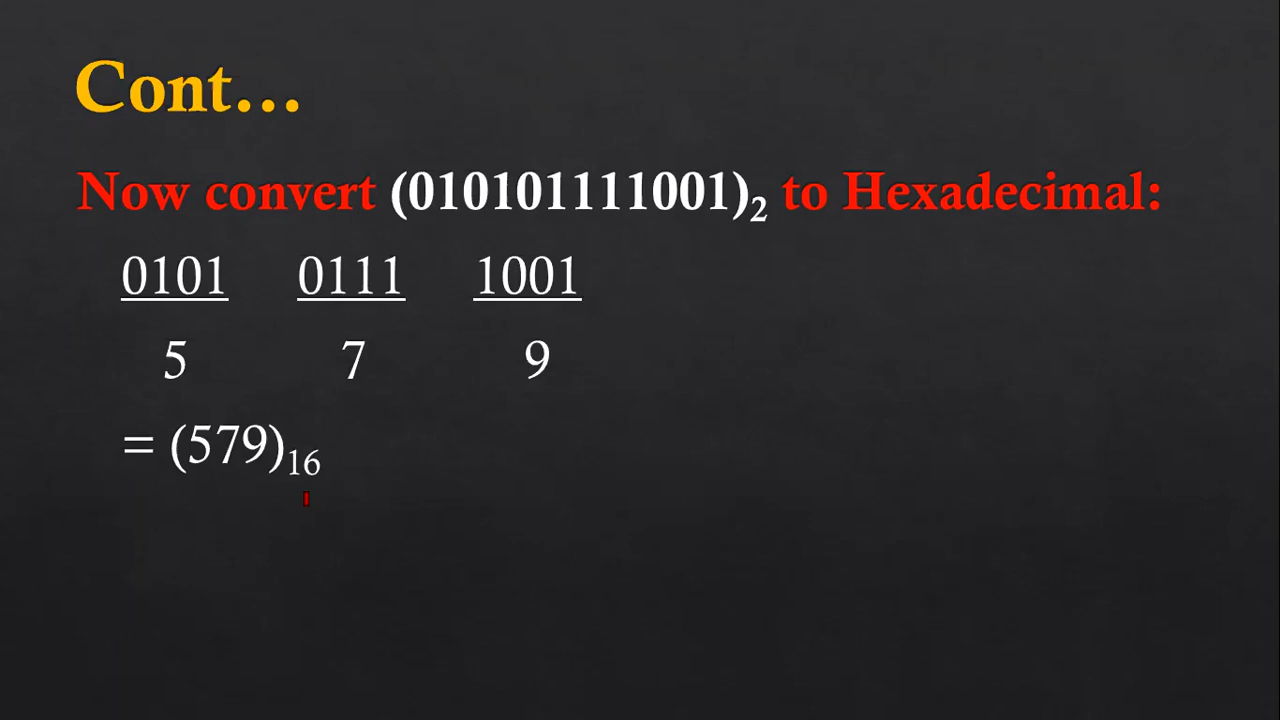 Cont...
Now convert (010101111001)₂ to Hexadecimal:
0101 0111 1001
5 7 9
= (579)₁₆